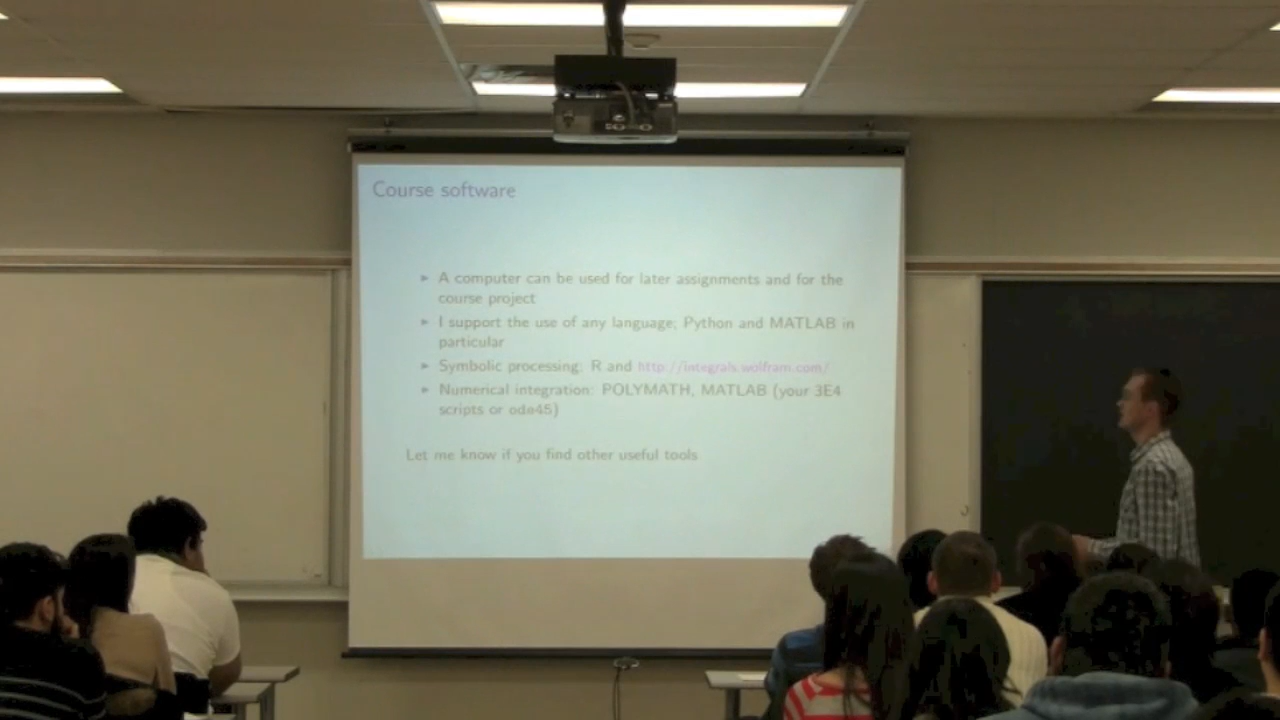 Course software
A computer can be used for later assignments and for the
course project
I support the use of any language; Python and MATLAB in
particular
Symbolic processing: R and http://integrals.wolfram.com/
Numerical integration: POLYMATH, MATLAB (your 3E4
scripts or ode45)
Let me know if you find other useful tools